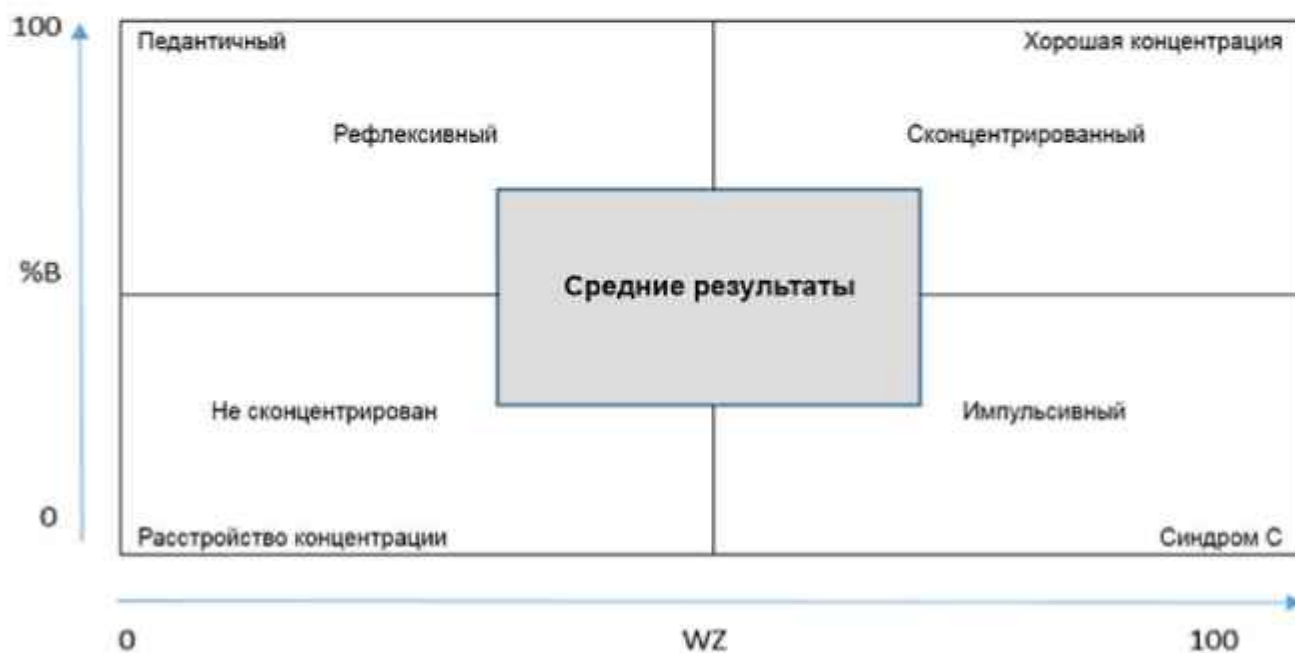 100
Педантичный
Хорошая концентрация
Рефлексивный
Сконцентрированный
%B
Средние результаты
Не сконцентрирован
Импульсивный
0
Расстройство концентрации
Синдром С
0
WZ
100